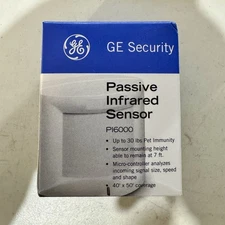 GE
GE Security
Passive
Infrared
Sensor
PI6000
• Up to 30 lbs Pet Immunity
• Sensor mounting height
able to remain at 7 ft.
• Micro-controller analyzes
incoming signal size, speed
and shape
• 40' x 50' coverage